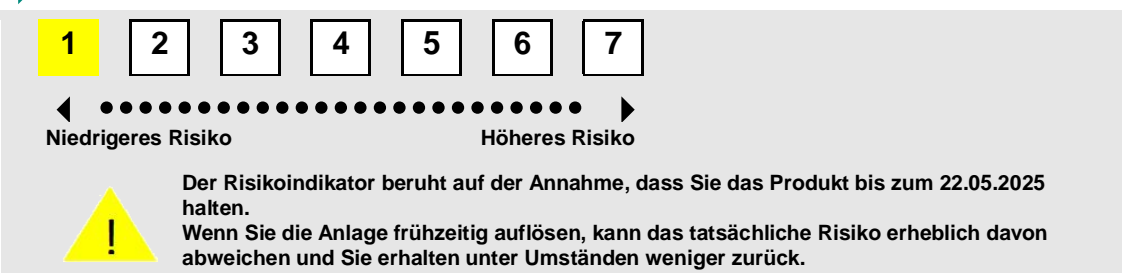 1 2 3 4 5 6 7
Niedrigeres Risiko Höheres Risiko
!
Der Risikoindikator beruht auf der Annahme, dass Sie das Produkt bis zum 22.05.2025
halten.
Wenn Sie die Anlage frühzeitig auflösen, kann das tatsächliche Risiko erheblich davon
abweichen und Sie erhalten unter Umständen weniger zurück.